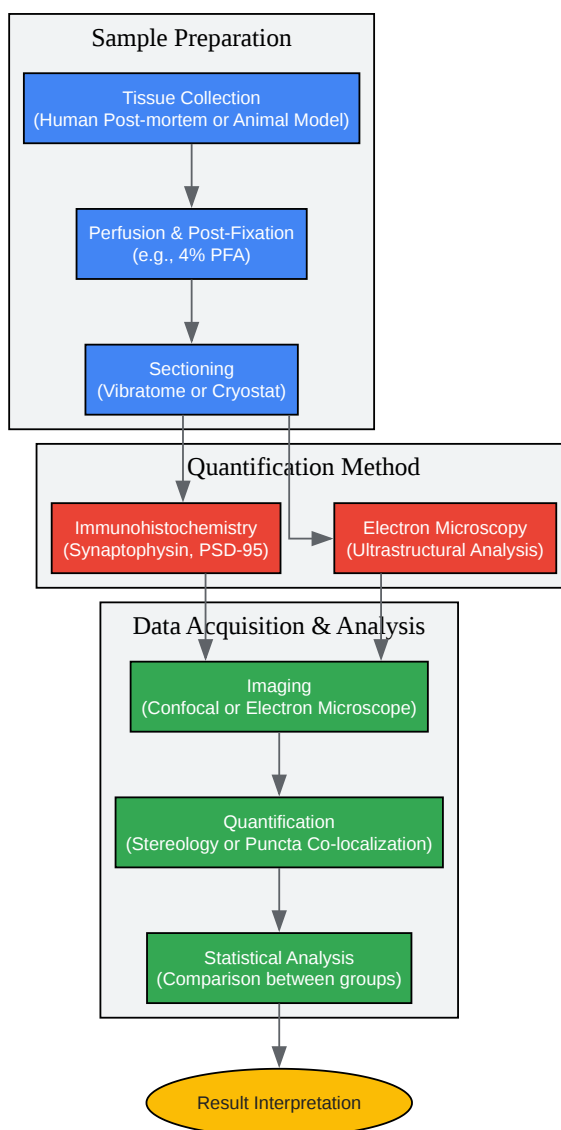 Sample Preparation
Tissue Collection
(Human Post-mortem or Animal Model)
Perfusion & Post-Fixation
(e.g., 4% PFA)
Sectioning
(Vibratome or Cryostat)
Quantification Method
Immunohistochemistry
(Synaptophysin, PSD-95)
Electron Microscopy
(Ultrastructural Analysis)
Data Acquisition & Analysis
Imaging
(Confocal or Electron Microscope)
Quantification
(Stereology or Puncta Co-localization)
Statistical Analysis
(Comparison between groups)
Result Interpretation